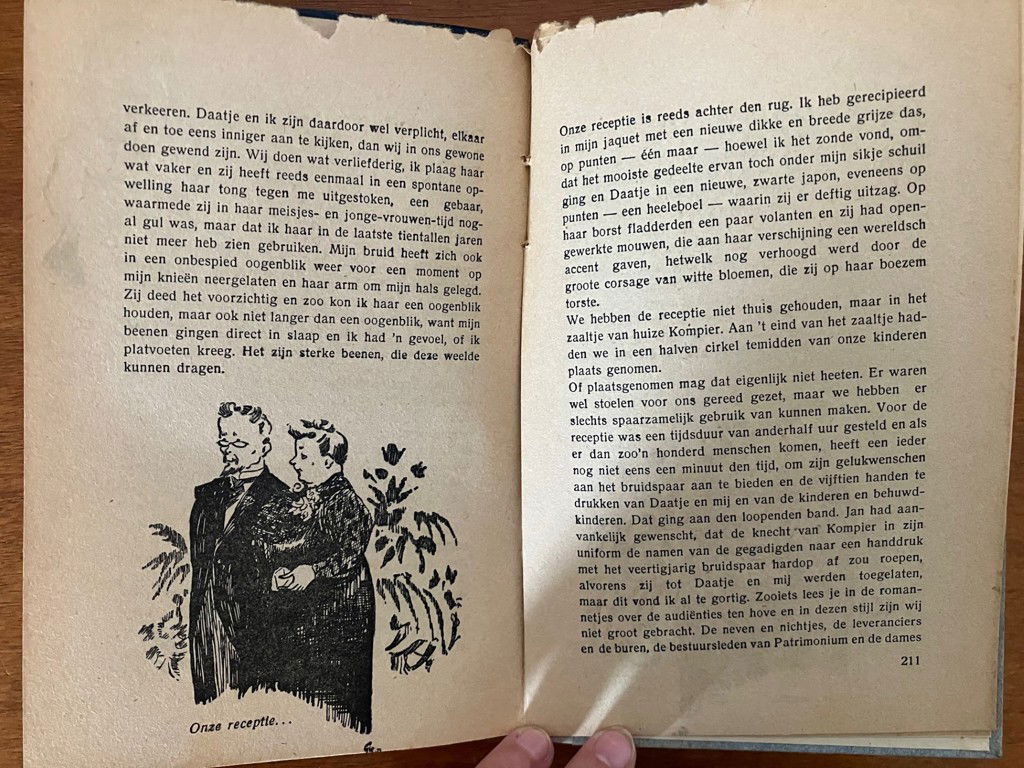 verkeeren. Daatje en ik zijn daardoor wel verplicht, elkaar
af en toe eens inniger aan te kijken, dan wij in ons gewone
doen gewend zijn. Wij doen wat verliefderig, ik plaag haar
wat vaker en zij heeft reeds eenmaal in een spontane op-
welling haar tong tegen me uitgestoken, een gebaar,
waarmede zij in haar meisjes- en jonge-vrouwen-tijd nog-
al gul was, maar dat ik haar in de laatste tientallen jaren
niet meer heb zien gebruiken. Mijn bruid heeft zich ook
in een onbespied oogenblik weer voor een moment op
mijn knieën neergelaten en haar arm om mijn hals gelegd.
Zij deed het voorzichtig en zoo kon ik haar een oogenblik
houden, maar ook niet langer dan een oogenblik, want mijn
beenen gingen direct in slaap en ik had 'n gevoel, of ik
platvoeten kreeg. Het zijn sterke beenen, die deze weelde
kunnen dragen.
Onze receptie...
Onze receptie is reeds achter den rug. Ik heb gerecipieerd
in mijn jaquet met een nieuwe dikke en breede grijze das,
op punten — één maar — hoewel ik het zonde vond, om-
dat het mooiste gedeelte ervan toch onder mijn sikje schuil
ging en Daatje in een nieuwe, zwarte japon, eveneens op
punten — een heeleboel — waarin zij er deftig uitzag. Op
haar borst fladderden een paar volanten en zij had open-
gewerkte mouwen, die aan haar verschijning een wereldsch
accent gaven, hetwelk nog verhoogd werd door de
groote corsage van witte bloemen, die zij op haar boezem
torste.
We hebben de receptie niet thuis gehouden, maar in het
zaaltje van huize Kompier. Aan 't eind van het zaaltje had-
den we in een halven cirkel temidden van onze kinderen
plaats genomen.
Of plaatsgenomen mag dat eigenlijk niet heeten. Er waren
wel stoelen voor ons gereed gezet, maar we hebben er
slechts spaarzamelijk gebruik van kunnen maken. Voor de
receptie was een tijdsduur van anderhalf uur gesteld en als
er dan zoo'n honderd menschen komen, heeft een ieder
nog niet eens een minuut den tijd, om zijn gelukwenschen
aan het bruidspaar aan te bieden en de vijftien handen te
drukken van Daatje en mij en van de kinderen en behuwd-
kinderen. Dat ging aan den loopenden band. Jan had aan-
vankelijk gewenscht, dat de knecht van Kompier in zijn
uniform de namen van de gegadigden naar een handdruk
met het veertigjarig bruidspaar hardop af zou roepen,
alvorens zij tot Daatje en mij werden toegelaten,
maar dit vond ik al te gortig. Zooiets lees je in de roman-
netjes over de audiënties ten hove en in dezen stijl zijn wij
niet groot gebracht. De neven en nichtjes, de leveranciers
en de buren, de bestuursleden van Patrimonium en de dames
211